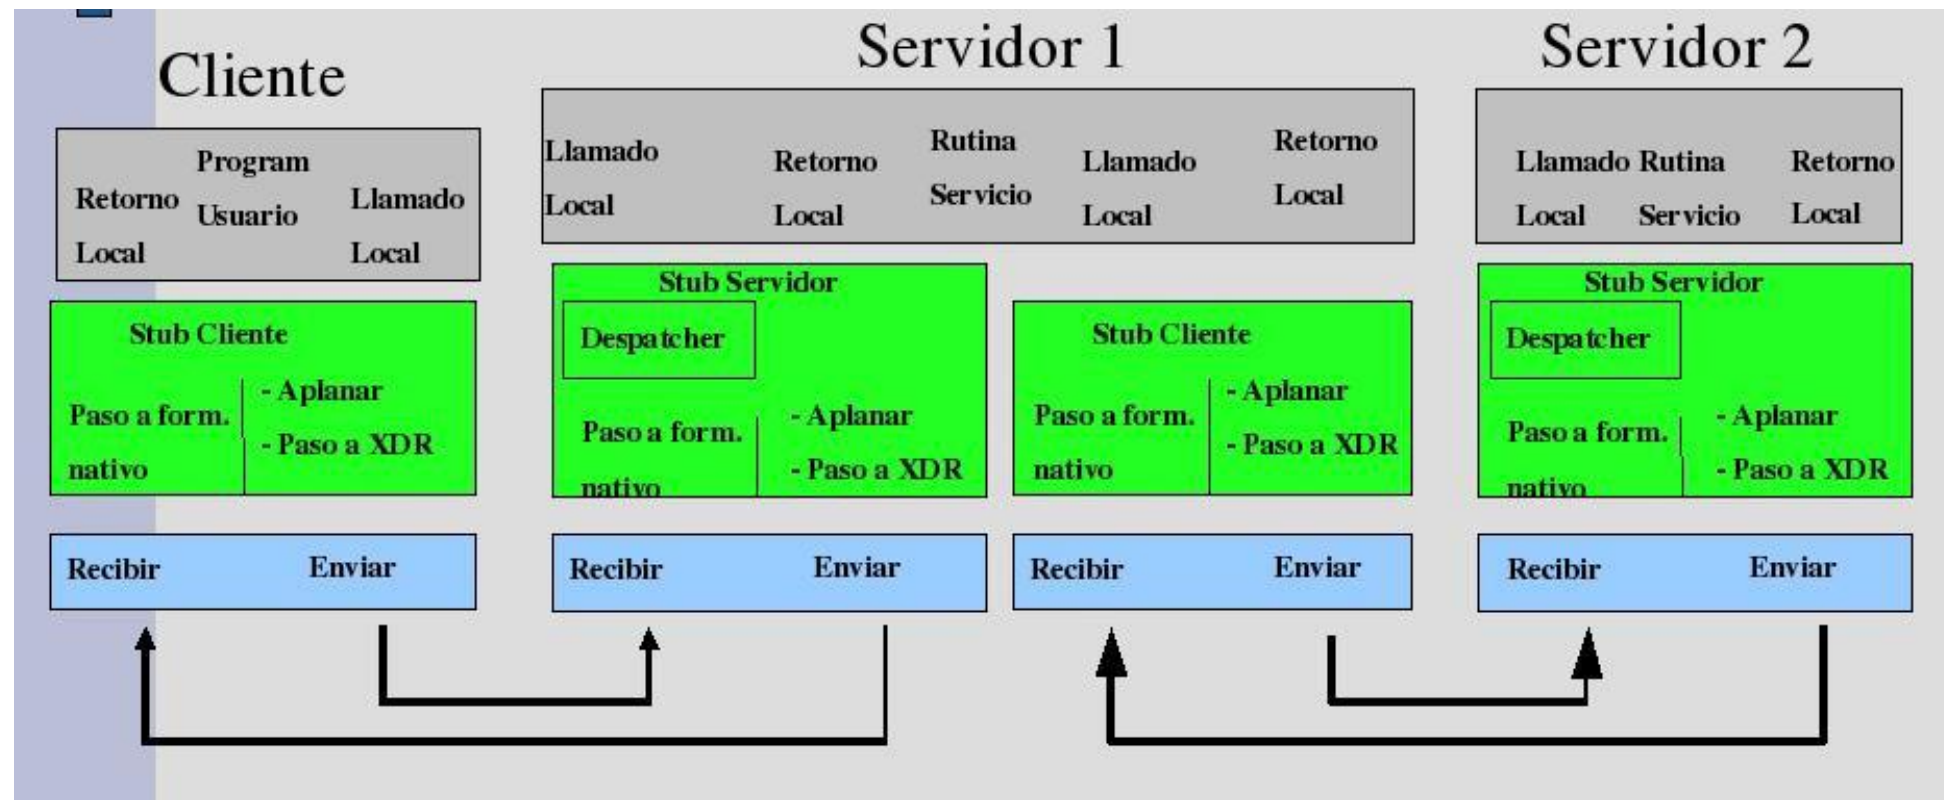 Cliente
Servidor 1
Servidor 2
Program
Usuario
Retorno
Local
Llamado
Local
Llamado
Local
Retorno
Local
Rutina
Servicio
Llamado
Local
Retorno
Local
Llamado
Local
Rutina
Servicio
Retorno
Local
Stub Cliente
Paso a form.
nativo
- Aplanar
- Paso a XDR
Stub Servidor
Despatcher
Paso a form.
nativo
- Aplanar
- Paso a XDR
Stub Cliente
Paso a form.
nativo
- Aplanar
- Paso a XDR
Stub Servidor
Despatcher
Paso a form.
nativo
- Aplanar
- Paso a XDR
Recibir
Enviar
Recibir
Enviar
Recibir
Enviar
Recibir
Enviar